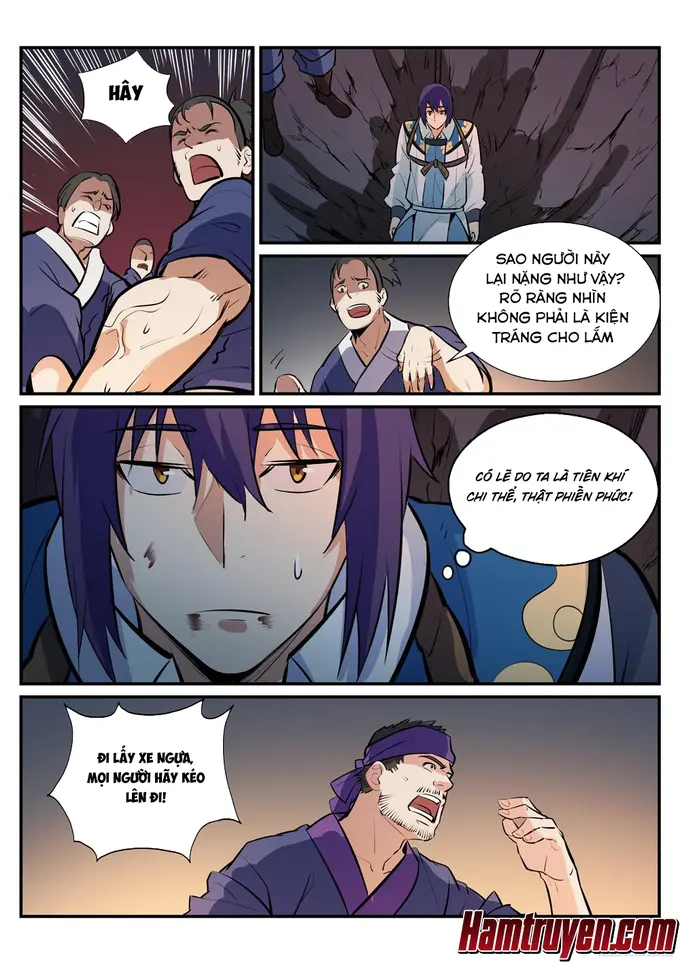 HÂY
SAO NGƯỜI NÀY
LẠI NẶNG NHƯ VẬY?
RÕ RÀNG NHÌN
KHÔNG PHẢI LÀ KIỆN
TRÁNG CHO LẮM
CÓ LẼ DO TA LÀ TIÊN KHÍ
CHI THỂ, THẬT PHIỀN PHỨC!
ĐI LẤY XE NGỰA,
MỌI NGƯỜI HÃY KÉO
LÊN ĐI!
Hamtruyen.com